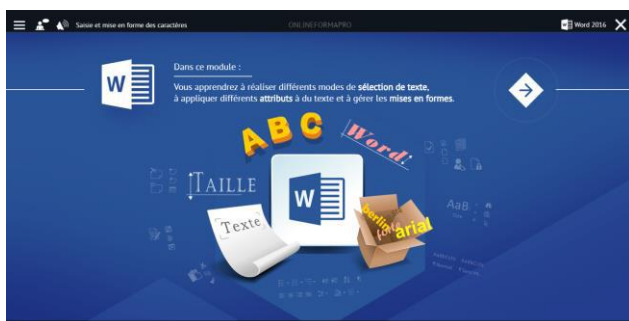 Saisie et mise en forme des caractères
ONLINEFORMAPRO
Word 2016
Dans ce module :
Vous apprendrez à réaliser différents modes de sélection de texte,
à appliquer différents attributs à du texte et à gérer les mises en formes.
W
ABC
Word
TAILLE
W
Texte
berlin
arial
AaB